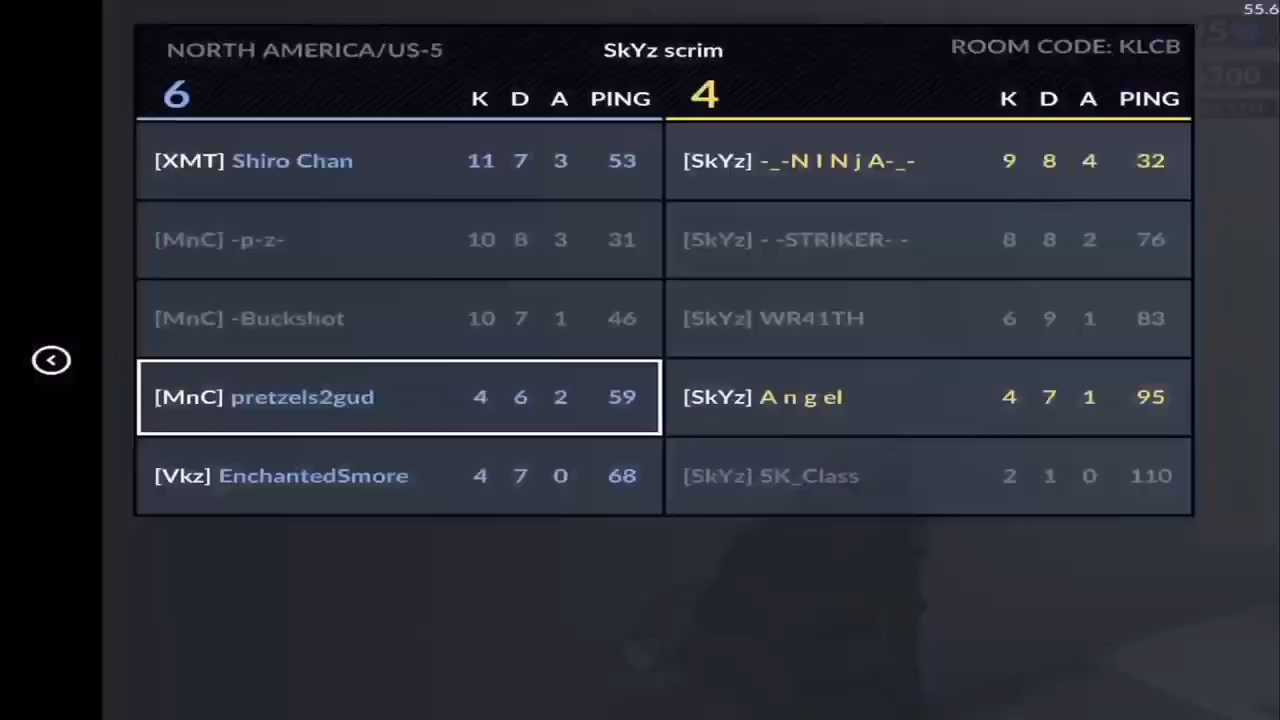 55.6
NORTH AMERICA/US-5 SkYz scrim ROOM CODE: KLCB
6 K D A PING 4 K D A PING
[XMT] Shiro Chan 11 7 3 53 [SkYz] -_-N I N j A-_- 9 8 4 32
[MnC] -p-z- 10 8 3 31 [SkYz] - -STRIKER- - 8 8 2 76
[MnC] -Buckshot 10 7 1 46 [SkYz] WR41TH 6 9 1 83
[MnC] pretzels2gud 4 6 2 59 [SkYz] A n g el 4 7 1 95
[Vkz] EnchantedSmore 4 7 0 68 [SkYz] SK_Class 2 1 0 110